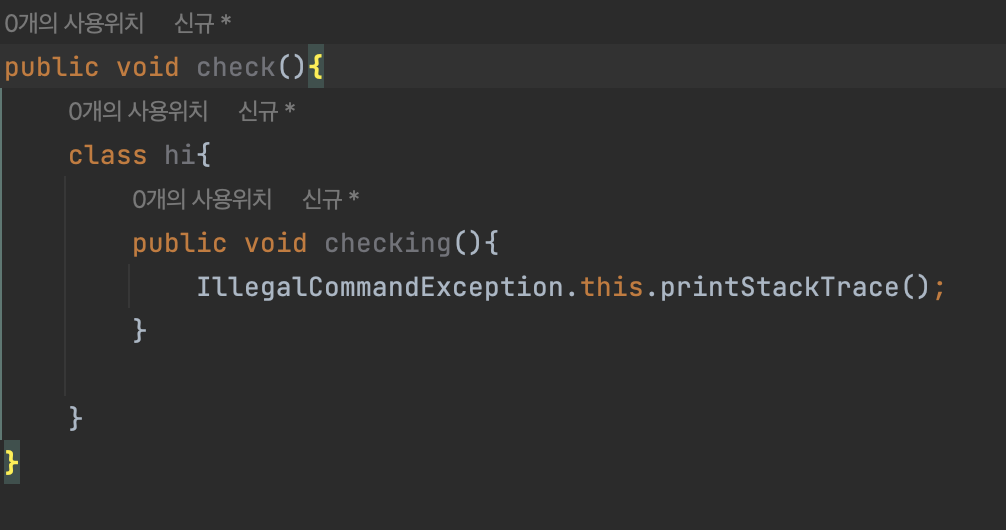 0개의 사용위치 신규 *
public void check(){
0개의 사용위치 신규 *
class hi{
0개의 사용위치 신규 *
public void checking(){
IllegalCommandException.this.printStackTrace();
}
}
}